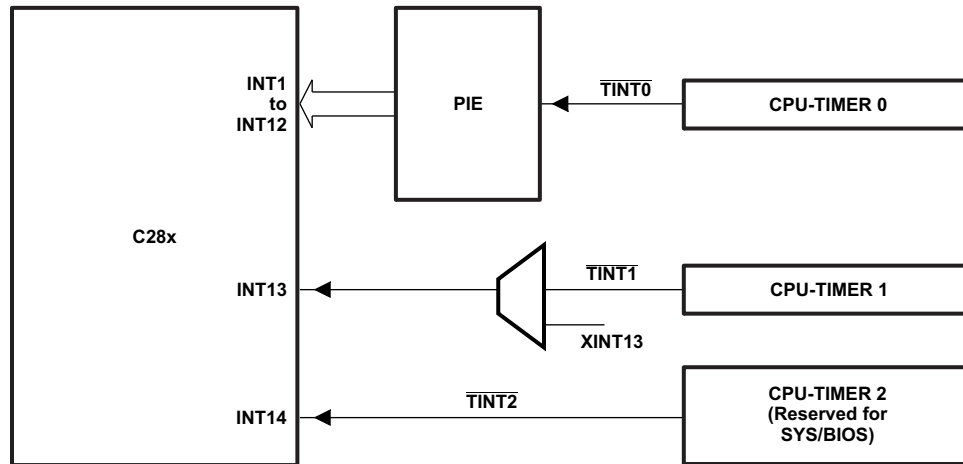 INT1
to
INT12
PIE
TINT0
CPU-TIMER 0
C28x
INT13
TINT1
CPU-TIMER 1
XINT13
INT14
TINT2
CPU-TIMER 2
(Reserved for
SYS/BIOS)